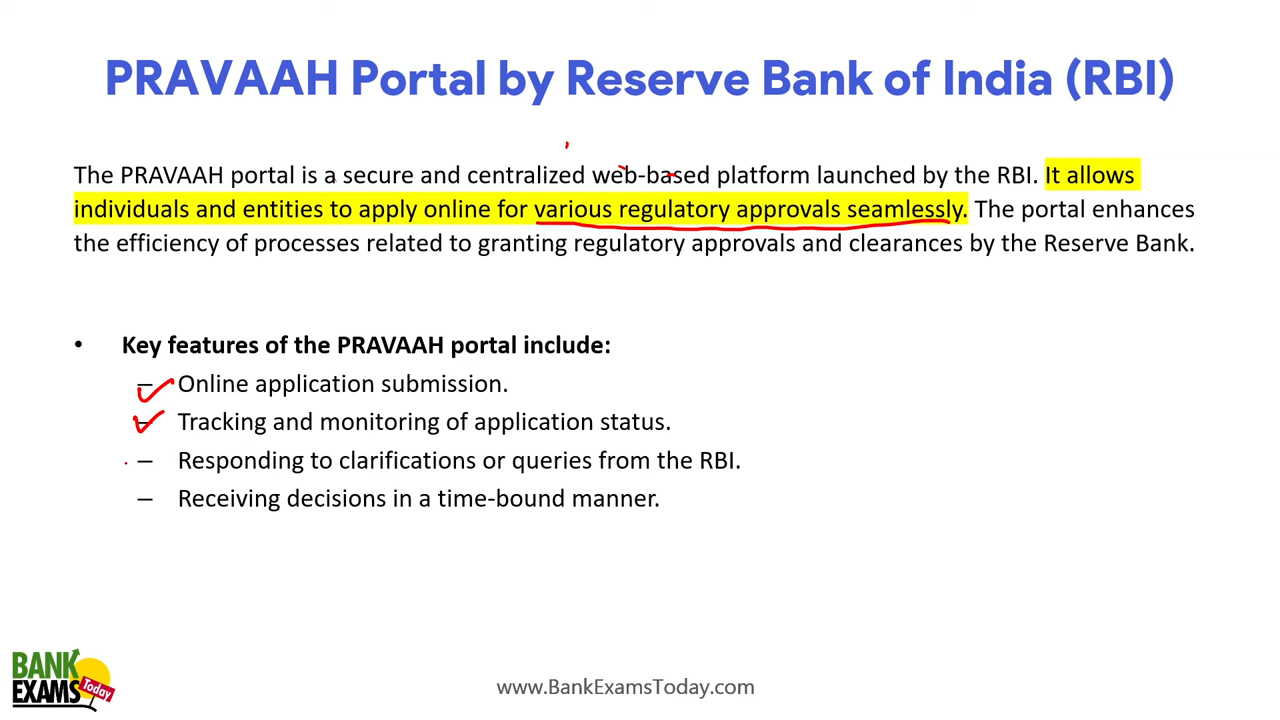 PRAVAAH Portal by Reserve Bank of India (RBI)
The PRAVAAH portal is a secure and centralized web-based platform launched by the RBI. It allows
individuals and entities to apply online for various regulatory approvals seamlessly. The portal enhances
the efficiency of processes related to granting regulatory approvals and clearances by the Reserve Bank.
• Key features of the PRAVAAH portal include:
– Online application submission.
– Tracking and monitoring of application status.
– Responding to clarifications or queries from the RBI.
– Receiving decisions in a time-bound manner.
BANK
EXAMS
Today
www.BankExamsToday.com